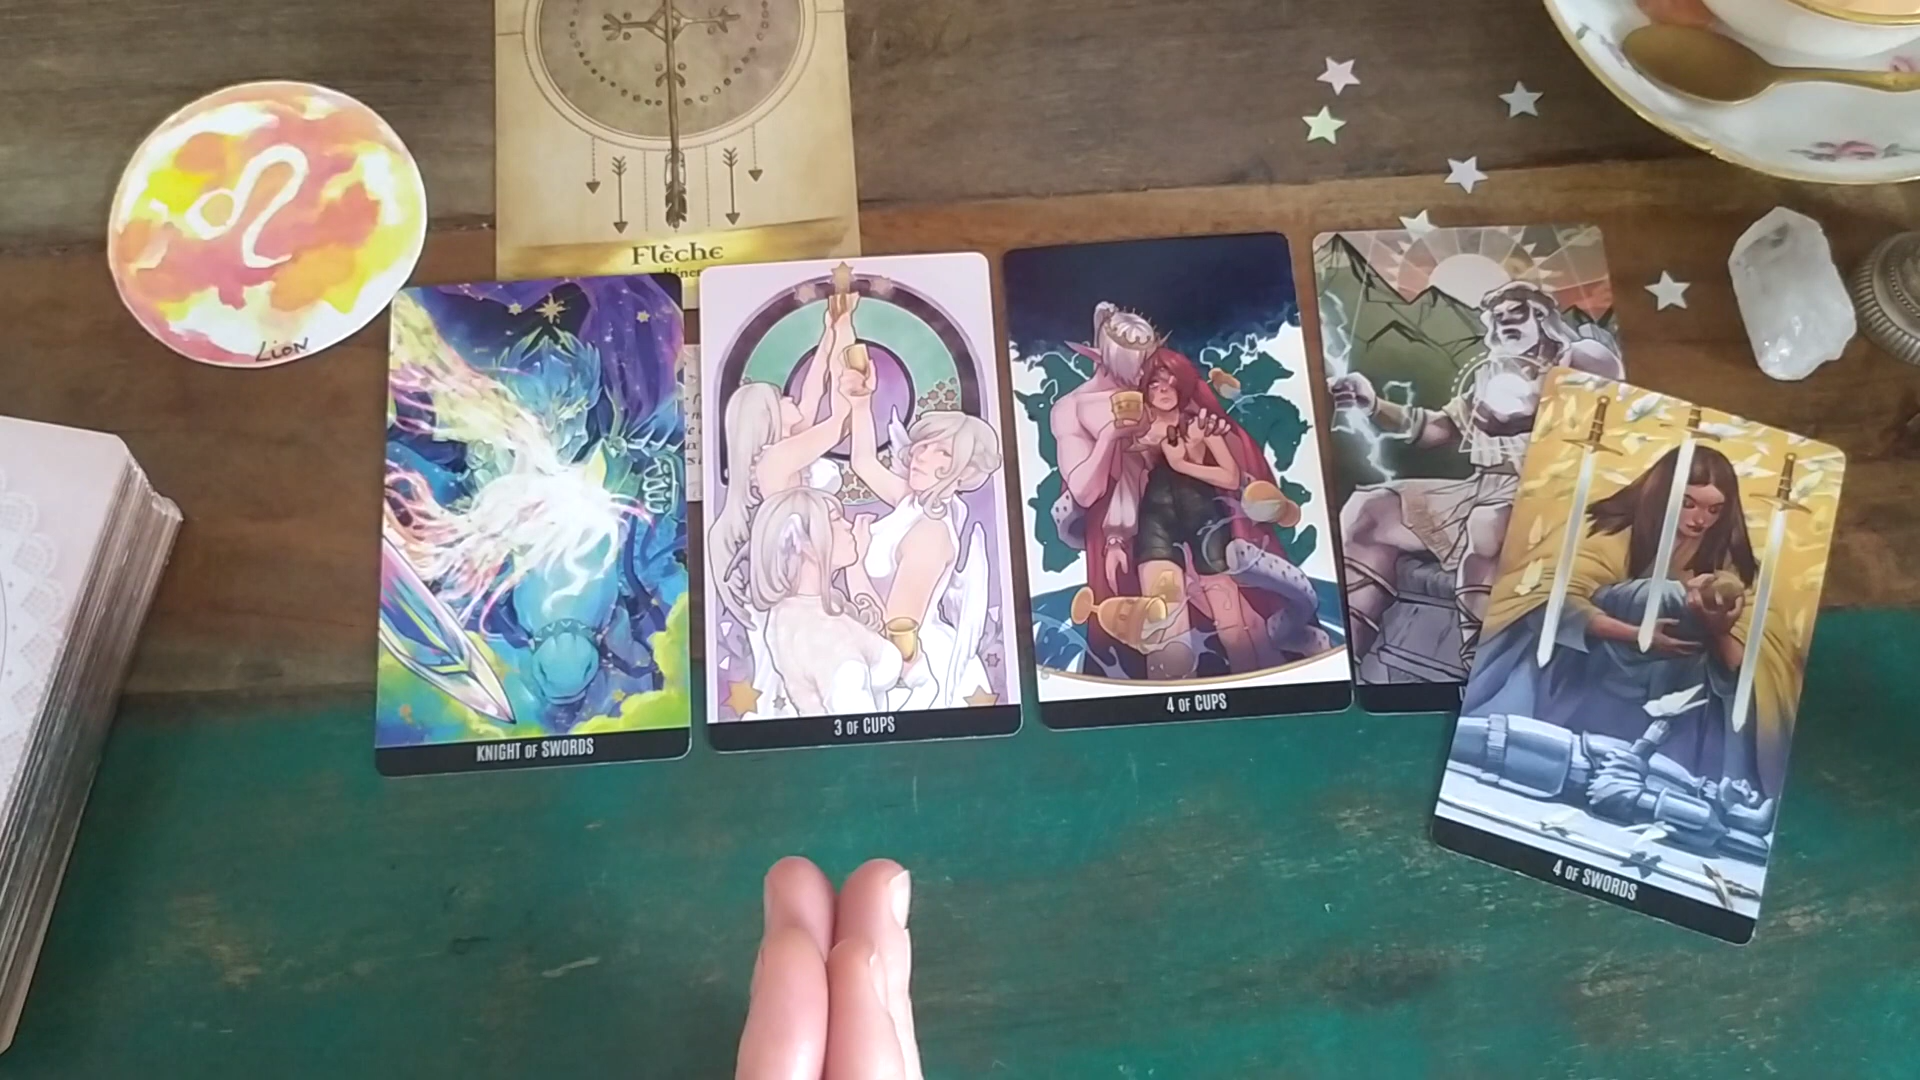 Flèche
LION
KNIGHT OF SWORDS
3 OF CUPS
4 OF CUPS
4 OF SWORDS